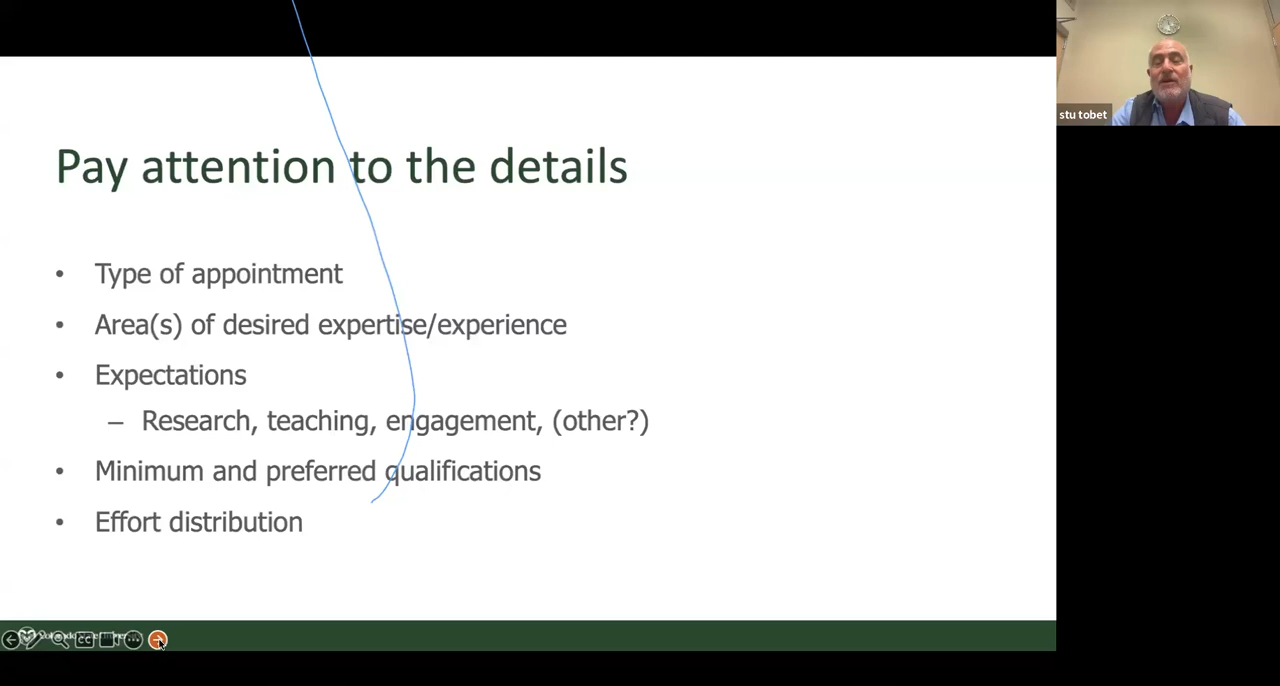 Pay attention to the details
• Type of appointment
• Area(s) of desired expertise/experience
• Expectations
– Research, teaching, engagement, (other?)
• Minimum and preferred qualifications
• Effort distribution
stu tobet
CC